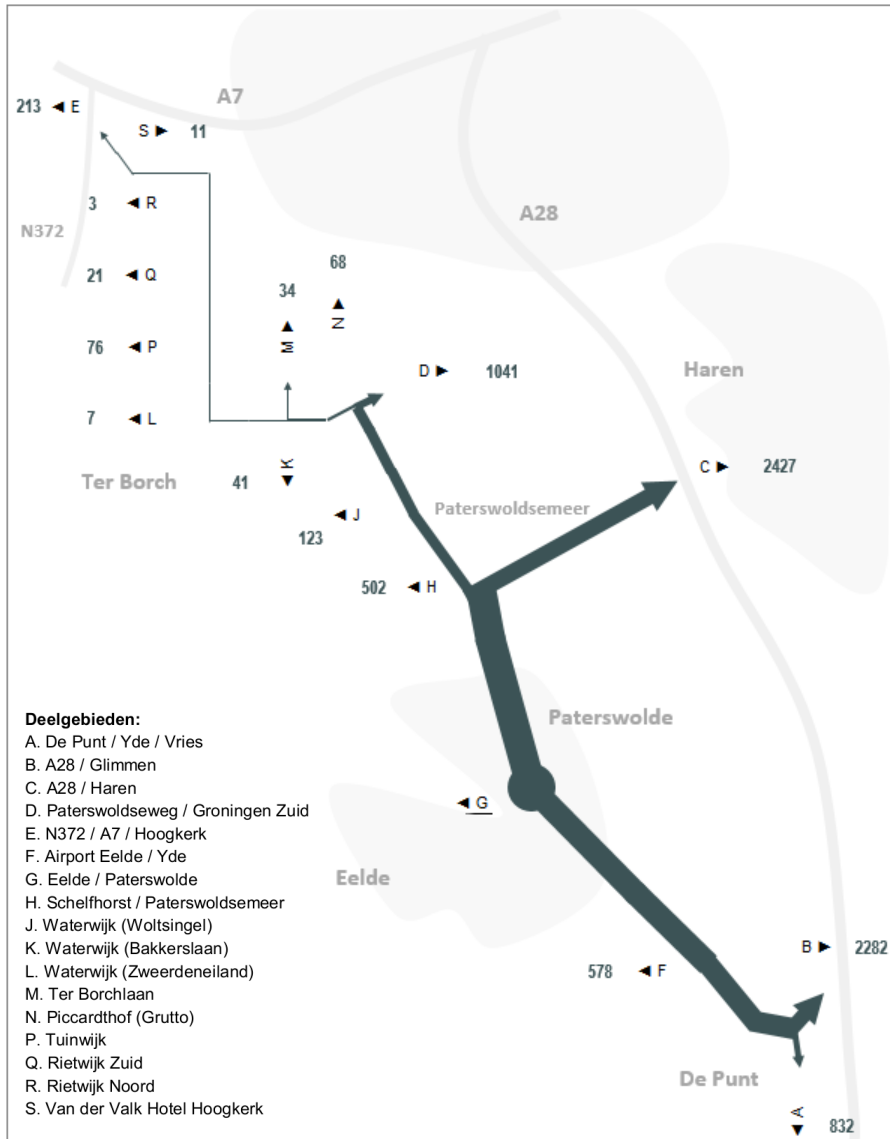 A7
213 ◄ E
S ► 11
3 ◄ R
A28
N372
68
21 ◄ Q
34
N
M
76 ◄ P
D ► 1041
Haren
7 ◄ L
K
C ► 2427
Ter Borch
41
Paterswoldsemeer
◄ J
123
502 ◄ H
Deelgebieden:
A. De Punt / Yde / Vries
B. A28 / Glimmen
C. A28 / Haren
D. Paterswoldseweg / Groningen Zuid
E. N372 / A7 / Hoogkerk
F. Airport Eelde / Yde
G. Eelde / Paterswolde
H. Schelfhorst / Paterswoldsemeer
J. Waterwijk (Woltsingel)
K. Waterwijk (Bakkerslaan)
L. Waterwijk (Zweerdeneiland)
M. Ter Borchlaan
N. Piccardthof (Grutto)
P. Tuinwijk
Q. Rietwijk Zuid
R. Rietwijk Noord
S. Van der Valk Hotel Hoogkerk
Paterswolde
◄ G
Eelde
B ► 2282
578 ◄ F
De Punt
A
832